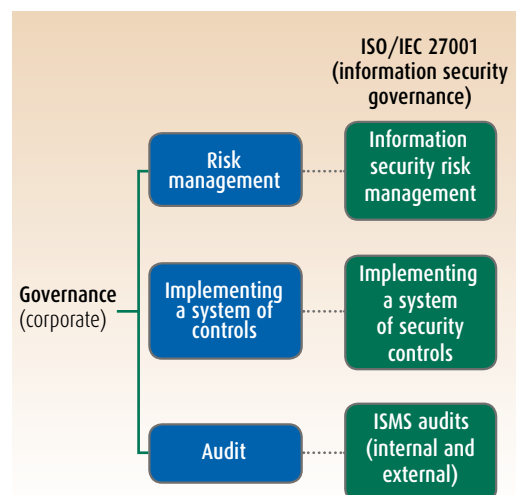 ISO/IEC 27001
(information security
governance)
Risk
management
Information
security risk
management
Governance
(corporate)
Implementing
a system of
controls
Implementing
a system
of security
controls
Audit
ISMS audits
(internal and
external)